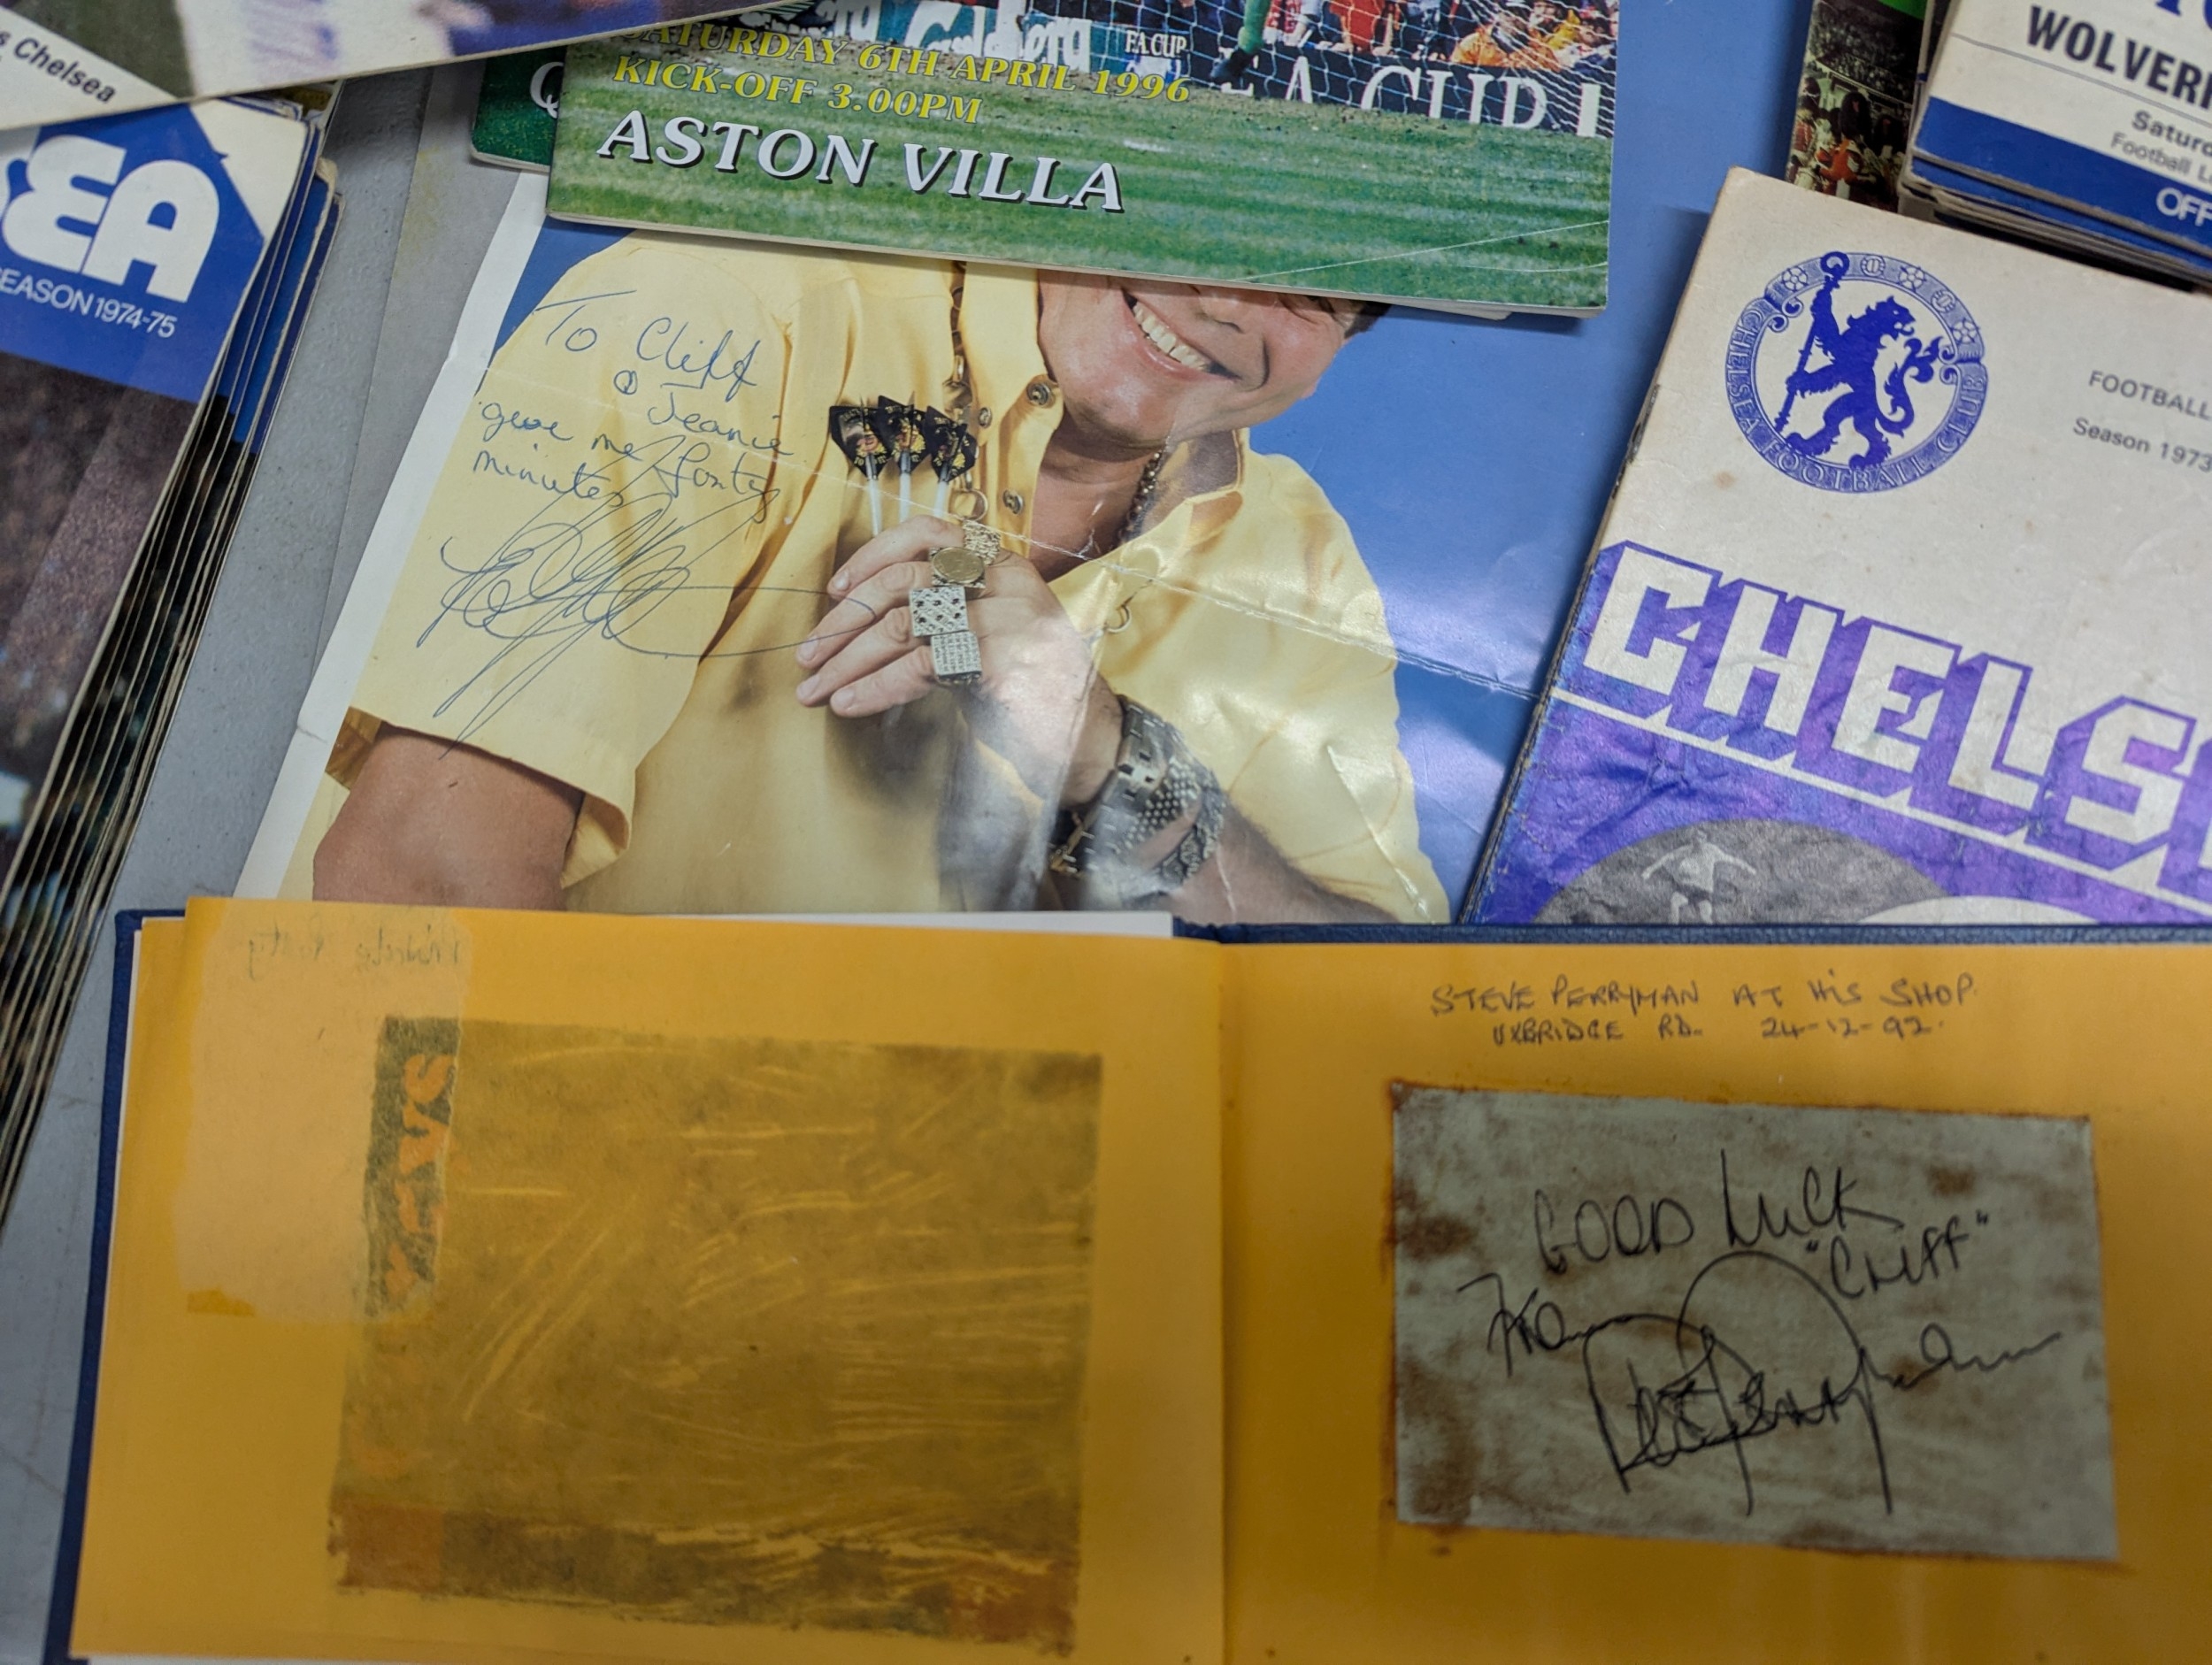 s Chelsea
SEA
SEASON 1974-75
Carlsberg
F.A. CUP
SATURDAY 6TH APRIL 1996
KICK-OFF 3.00PM
ASTON VILLA
WOLVER
Saturd
Football L
OFF
CHELSEA FOOTBALL CLUB
FOOTBALL
Season 1973
CHELS
To Cliff
& Jeanie
give me forty
minutes
STEVE PERRYMAN AT HIS SHOP.
UXBRIDGE RD. 24-12-92.
GOOD LUCK
"CLIFF"